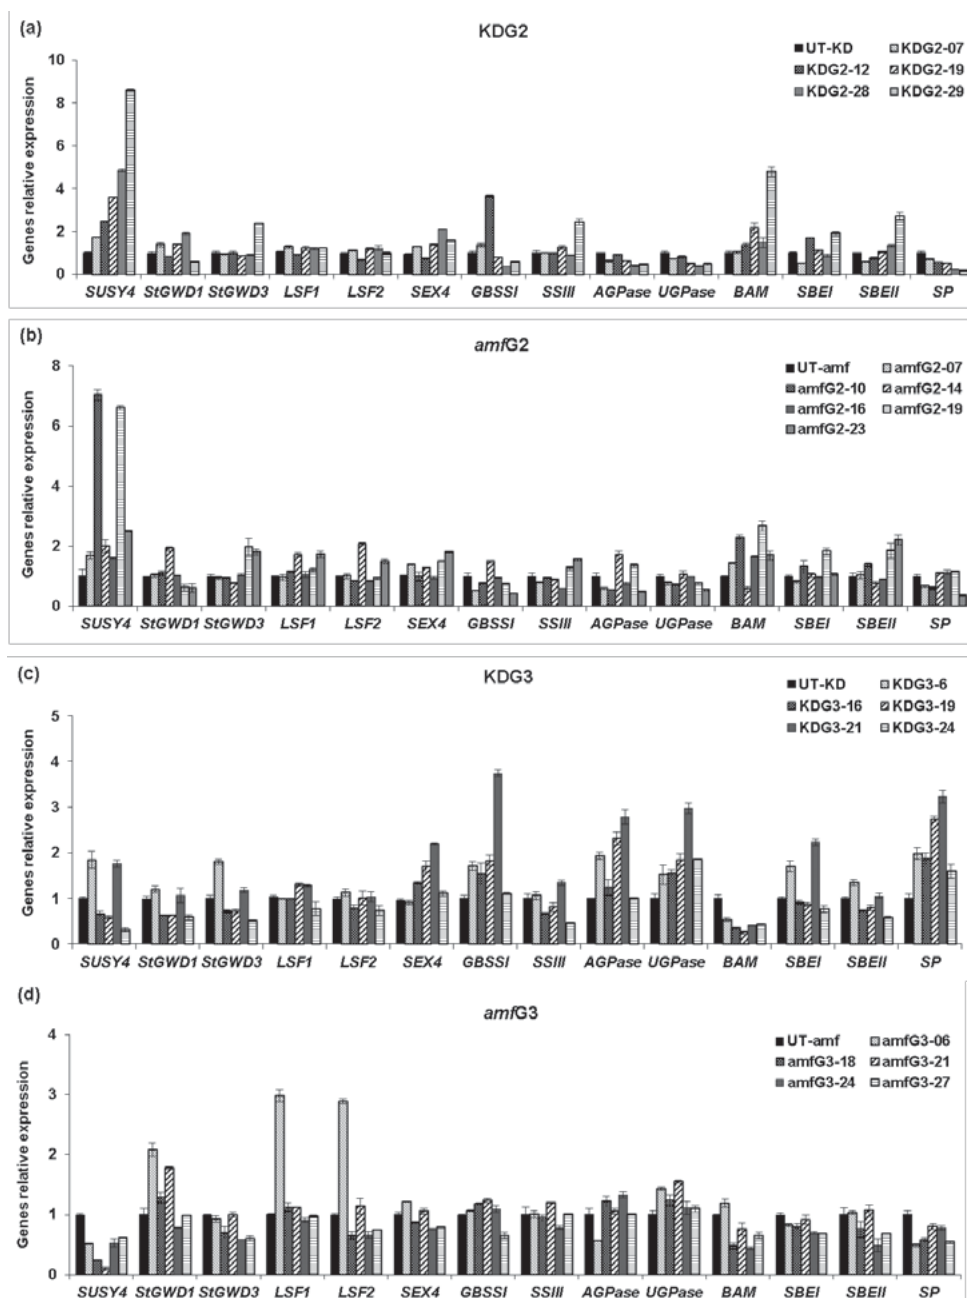 (a)
KDG2
UT-KD KDG2-07
KDG2-12 KDG2-19
KDG2-28 KDG2-29
Genes relative expression
10
8
6
4
2
0
SUSY4 StGWD1 StGWD3 LSF1 LSF2 SEX4 GBSSI SSIII AGPase UGPase BAM SBEI SBEII SP
(b)
amfG2
UT-amf amfG2-07
amfG2-10 amfG2-14
amfG2-16 amfG2-19
amfG2-23
Genes relative expression
8
6
4
2
0
SUSY4 StGWD1 StGWD3 LSF1 LSF2 SEX4 GBSSI SSIII AGPase UGPase BAM SBEI SBEII SP
(c)
KDG3
UT-KD KDG3-6
KDG3-16 KDG3-19
KDG3-21 KDG3-24
Genes relative expression
5
4
3
2
1
0
SUSY4 StGWD1 StGWD3 LSF1 LSF2 SEX4 GBSSI SSIII AGPase UGPase BAM SBEI SBEII SP
(d)
amfG3
UT-amf amfG3-06
amfG3-18 amfG3-21
amfG3-24 amfG3-27
Genes relative expression
4
3
2
1
0
SUSY4 StGWD1 StGWD3 LSF1 LSF2 SEX4 GBSSI SSIII AGPase UGPase BAM SBEI SBEII SP